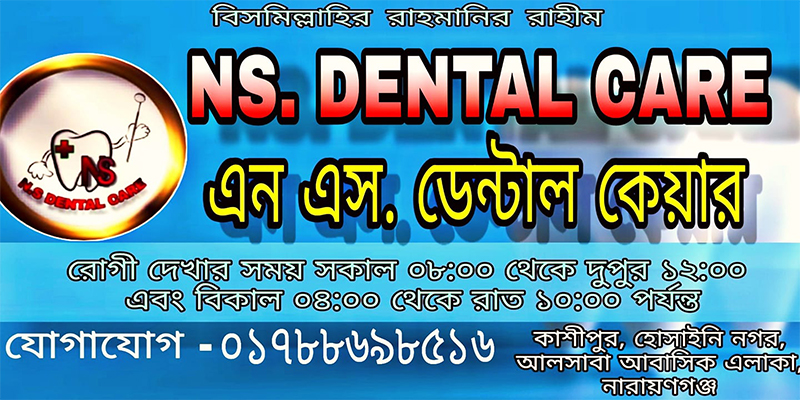 বিসমিল্লাহির রাহমানির রাহীম
NS. DENTAL CARE
NS
N.S DENTAL CARE
এন এস. ডেন্টাল কেয়ার
রোগী দেখার সময় সকাল ০৮:০০ থেকে দুপুর ১২:০০
এবং বিকাল ০৪:০০ থেকে রাত ১০:০০ পর্যন্ত
যোগাযোগ - ০১৭৮৮৬৯৮৫১৬
কাশীপুর, হোসাইনি নগর,
আলসাবা আবাসিক এলাকা,
নারায়ণগঞ্জ